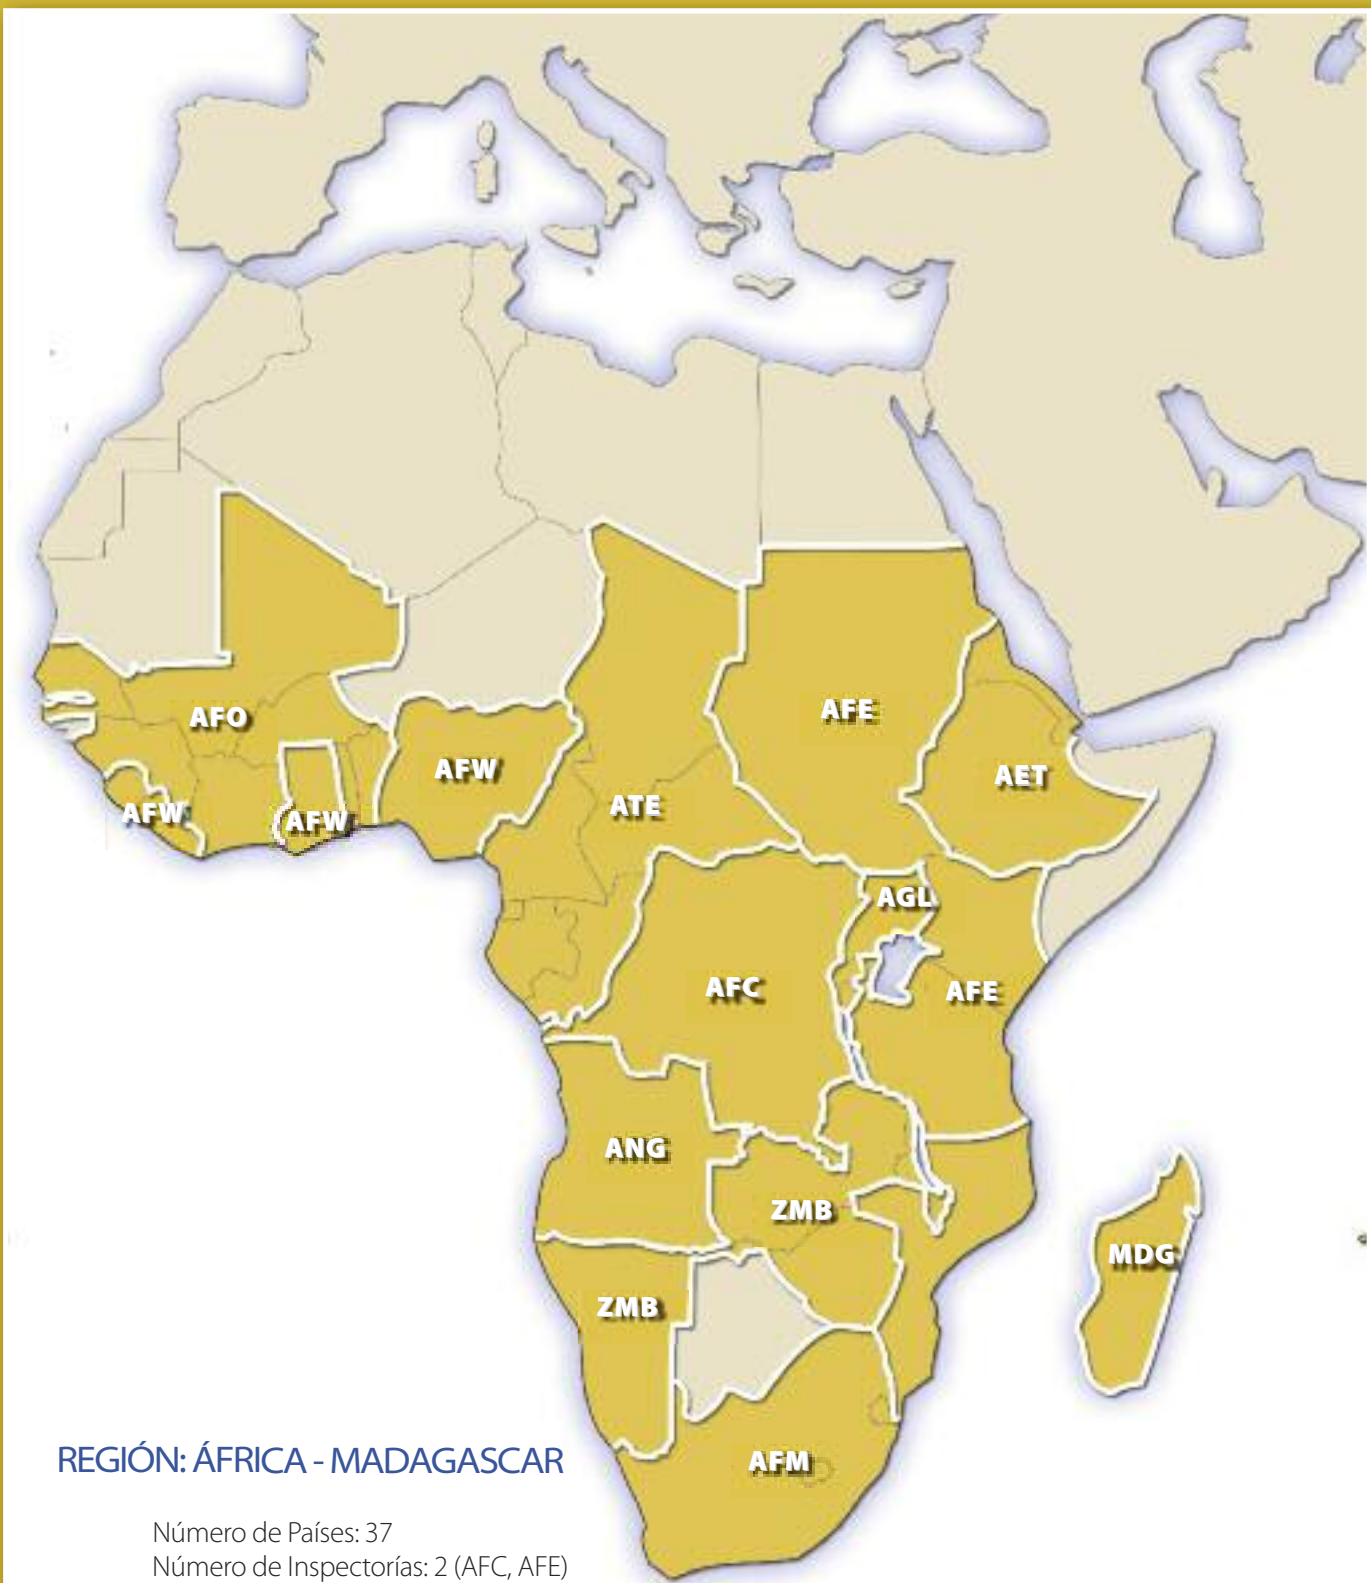 AFO
AFE
AFW
AET
AFW
AFW
ATE
AGL
AFC
AFE
ANG
ZMB
MDG
ZMB
AFM
REGIÓN: ÁFRICA - MADAGASCAR
Número de Países: 37
Número de Inspectorías: 2 (AFC, AFE)